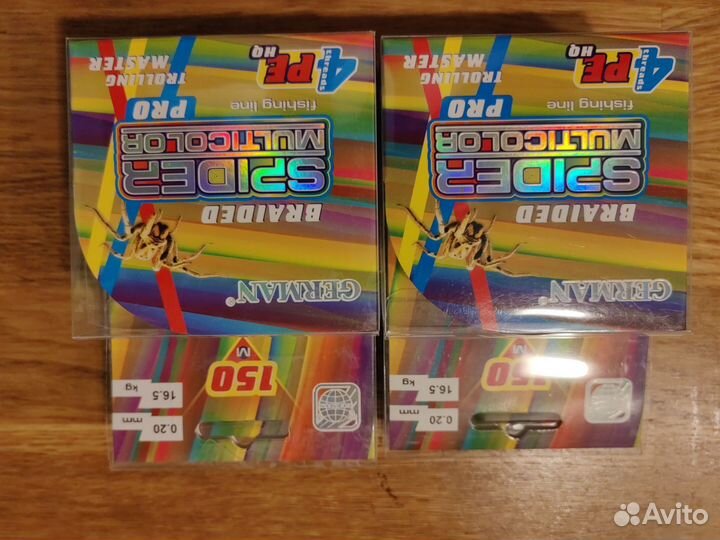 0.20 mm
16.5 kg
150
M
GERMAN®
BRAIDED
SPIDER
MULTICOLOR
fishing line
PRO
TROLLING
MASTER
4
threads
PE
HQ
0.20 mm
16.5 kg
150
M
GERMAN®
BRAIDED
SPIDER
MULTICOLOR
fishing line
PRO
TROLLING
MASTER
4
threads
PE
HQ
Avito